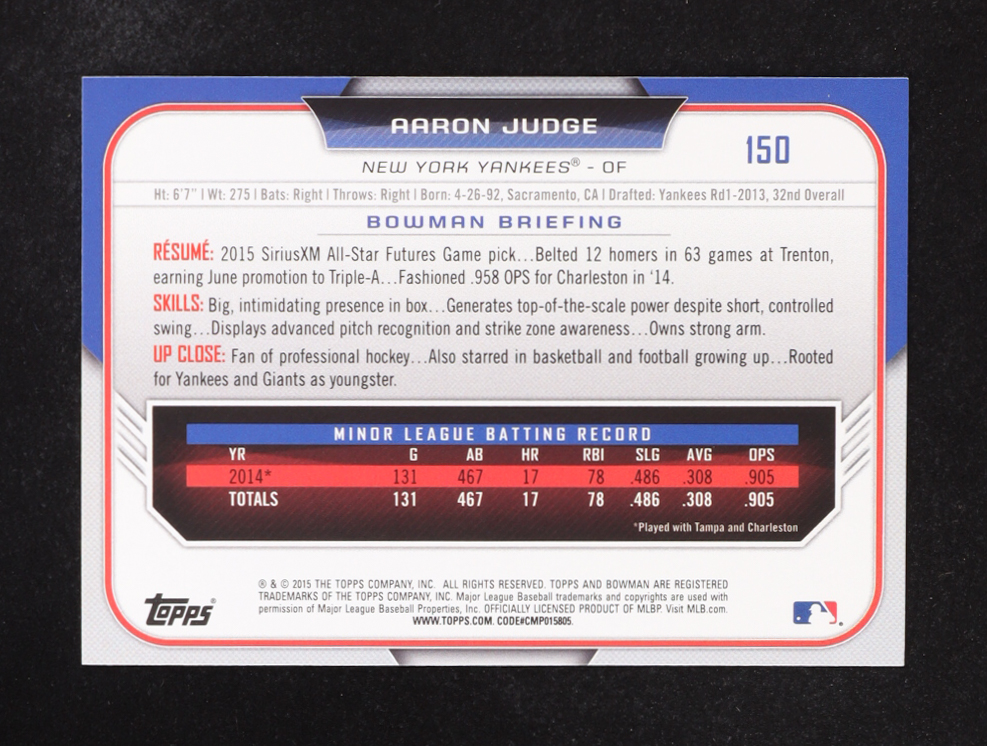 AARON JUDGE
NEW YORK YANKEES® - OF
150
Ht: 6'7" | Wt: 275 | Bats: Right | Throws: Right | Born: 4-26-92, Sacramento, CA | Drafted: Yankees Rd1-2013, 32nd Overall
BOWMAN BRIEFING
RÉSUMÉ: 2015 SiriusXM All-Star Futures Game pick...Belted 12 homers in 63 games at Trenton,
earning June promotion to Triple-A...Fashioned .958 OPS for Charleston in '14.
SKILLS: Big, intimidating presence in box...Generates top-of-the-scale power despite short, controlled
swing...Displays advanced pitch recognition and strike zone awareness...Owns strong arm.
UP CLOSE: Fan of professional hockey...Also starred in basketball and football growing up...Rooted
for Yankees and Giants as youngster.
MINOR LEAGUE BATTING RECORD
YR G AB HR RBI SLG AVG OPS
2014* 131 467 17 78 .486 .308 .905
TOTALS 131 467 17 78 .486 .308 .905
*Played with Tampa and Charleston
® & © 2015 THE TOPPS COMPANY, INC. ALL RIGHTS RESERVED. TOPPS AND BOWMAN ARE REGISTERED
TRADEMARKS OF THE TOPPS COMPANY, INC. Major League Baseball trademarks and copyrights are used with
permission of Major League Baseball Properties, Inc. OFFICIALLY LICENSED PRODUCT OF MLBP. Visit MLB.com.
WWW.TOPPS.COM. CODE#CMP015805.
TOPPS®